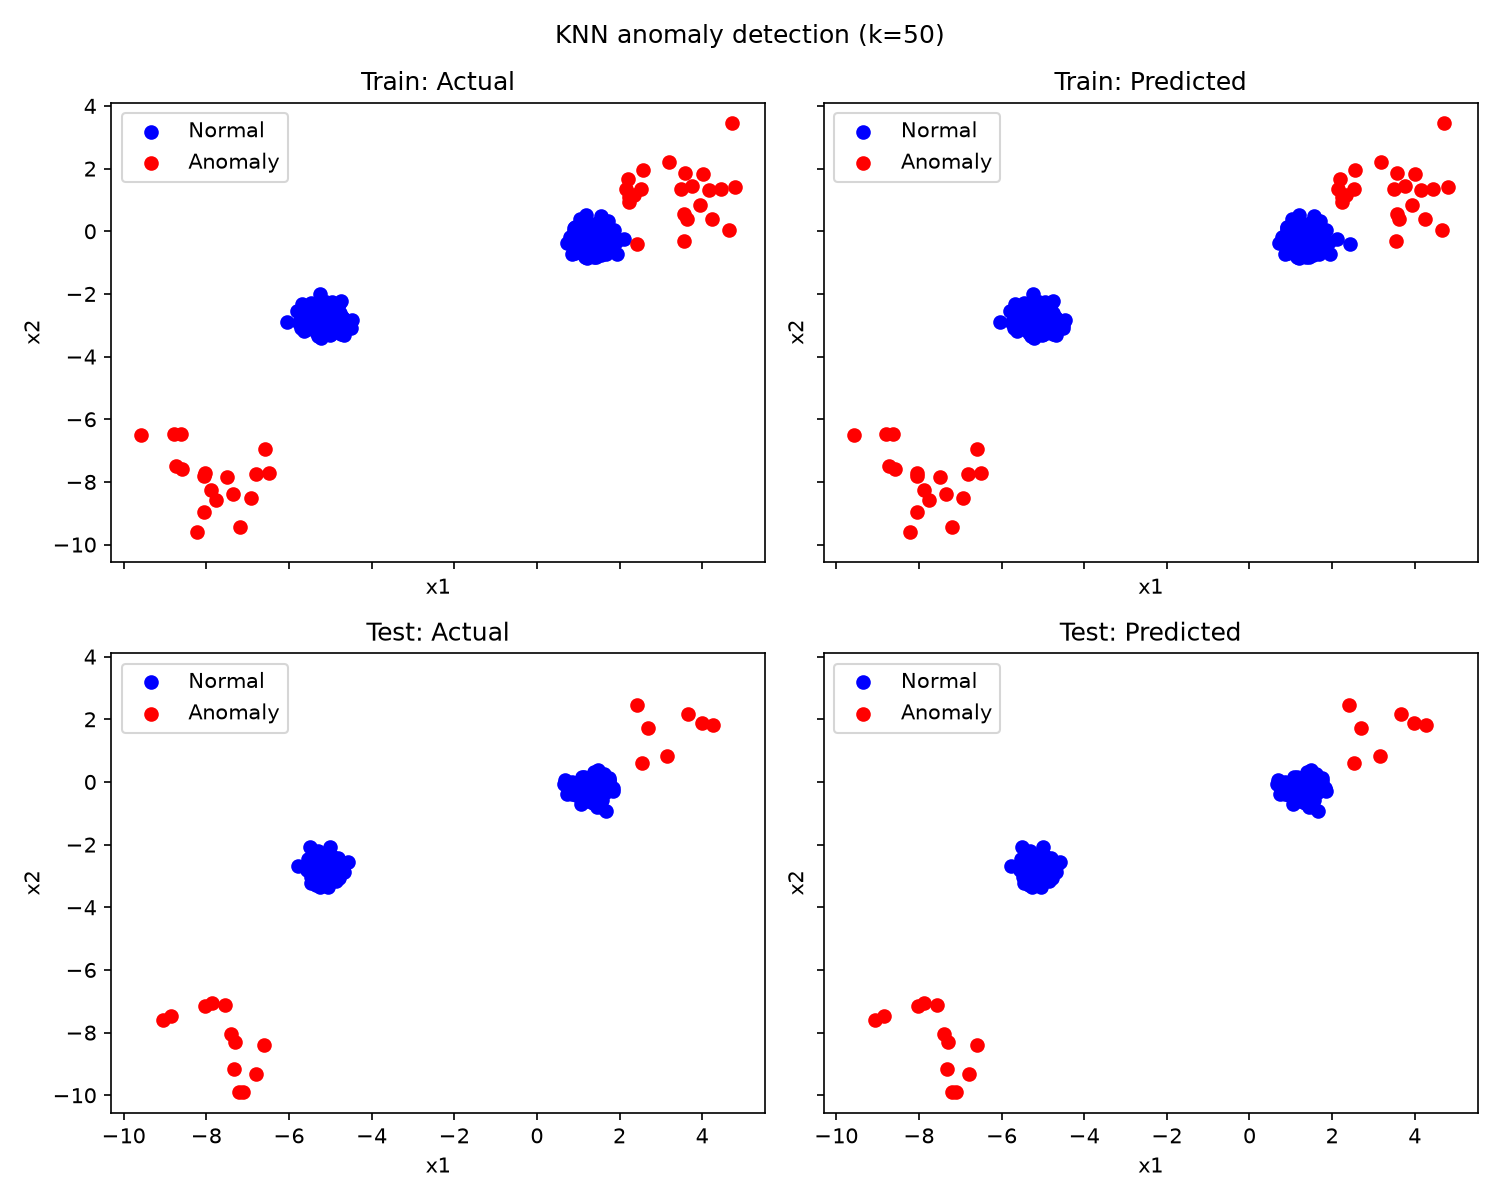 KNN anomaly detection (k=50)
Train: Actual
Train: Predicted
Normal
Anomaly
Normal
Anomaly
4
2
0
−2
−4
−6
−8
−10
x2
x2
x1
x1
Test: Actual
Test: Predicted
Normal
Anomaly
Normal
Anomaly
4
2
0
−2
−4
−6
−8
−10
x2
x2
−10 −8 −6 −4 −2 0 2 4
−10 −8 −6 −4 −2 0 2 4
x1
x1